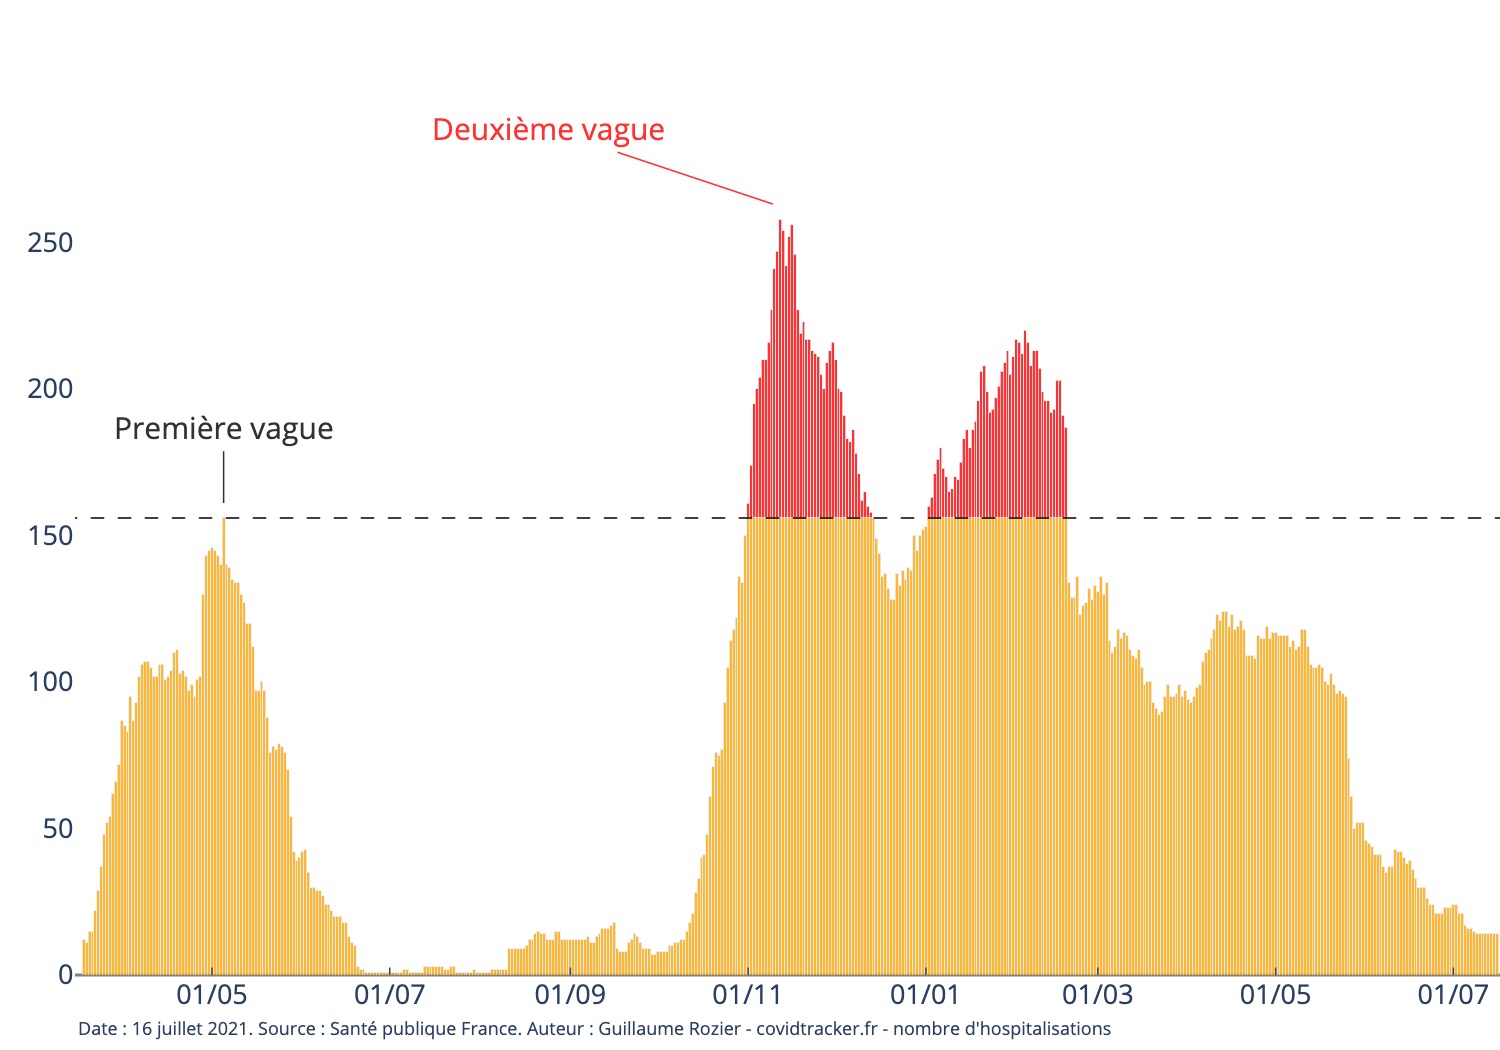 Deuxième vague
250
200
Première vague
150
100
50
0
01/05 01/07 01/09 01/11 01/01 01/03 01/05 01/07
Date : 16 juillet 2021. Source : Santé publique France. Auteur : Guillaume Rozier - covidtracker.fr - nombre d'hospitalisations